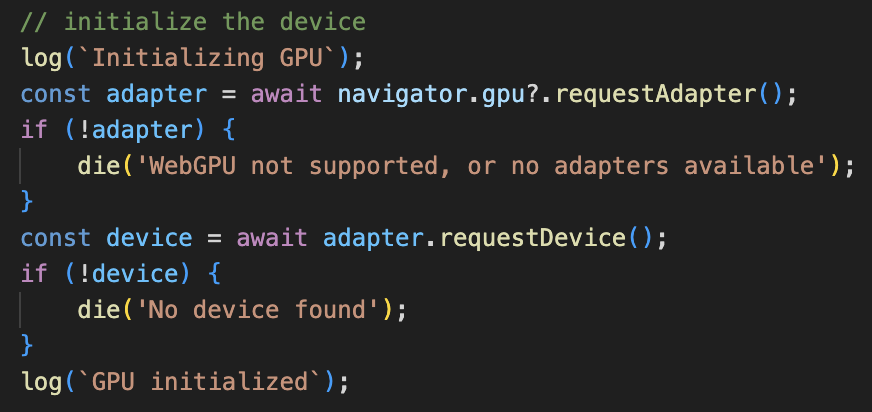 // initialize the device
log(`Initializing GPU`);
const adapter = await navigator.gpu?.requestAdapter();
if (!adapter) {
    die('WebGPU not supported, or no adapters available');
}
const device = await adapter.requestDevice();
if (!device) {
    die('No device found');
}
log(`GPU initialized`);